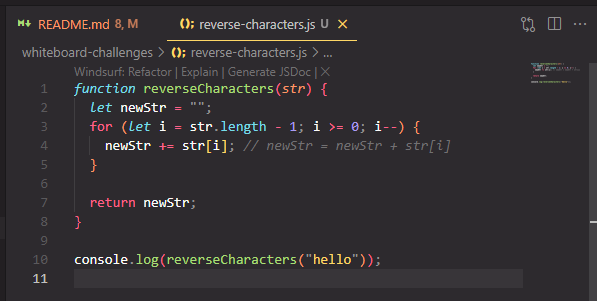 README.md 8, M reverse-characters.js U
whiteboard-challenges > reverse-characters.js > ...
Windsurf: Refactor | Explain | Generate JSDoc | ×
1 function reverseCharacters(str) {
2 let newStr = "";
3 for (let i = str.length - 1; i >= 0; i--) {
4 newStr += str[i]; // newStr = newStr + str[i]
5 }
6
7 return newStr;
8 }
9
10 console.log(reverseCharacters("hello"));
11